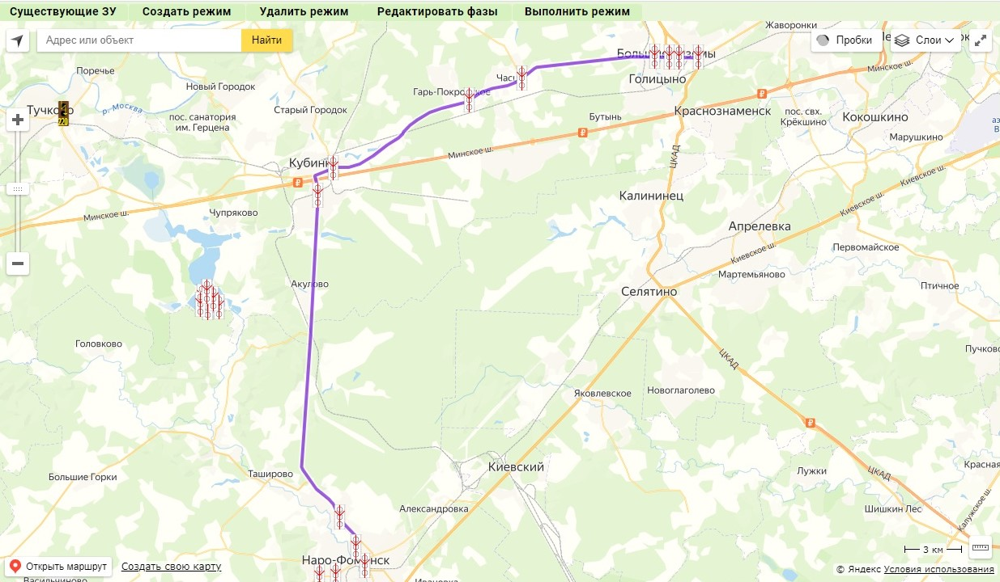 Существующие ЗУ
Создать режим
Удалить режим
Редактировать фазы
Выполнить режим
Адрес или объект
Найти
Пробки
Слои
Жаворонки
Поречье
Новый Городок
Старый Городок
Тучково
р. Москва
пос. санатория
им. Герцена
Гарь-Покровское
Голицыно
Минское ш.
Краснознаменск
Бутынь
пос. свх.
Крёкшино
Кокошкино
Марушкино
Минское ш.
Кубинка
ЦКАД
Киевское ш.
Калининец
Киевское ш.
Минское ш.
Чупряково
Апрелевка
Киевское ш.
Первомайское
Мартемьяново
Птичное
Акулово
Селятино
Головково
ЦКАД
Пучково
Яковлевское
Новоглаголево
Киевский
Большие Горки
Таширово
Лужки
ЦКАД
Красная
Александровка
Шишкин Лес
Калужское ш.
Наро-Фоминск
3 км
Открыть маршрут
Создать свою карту
© Яндекс Условия использования
Васильчиново
Ивановка
220